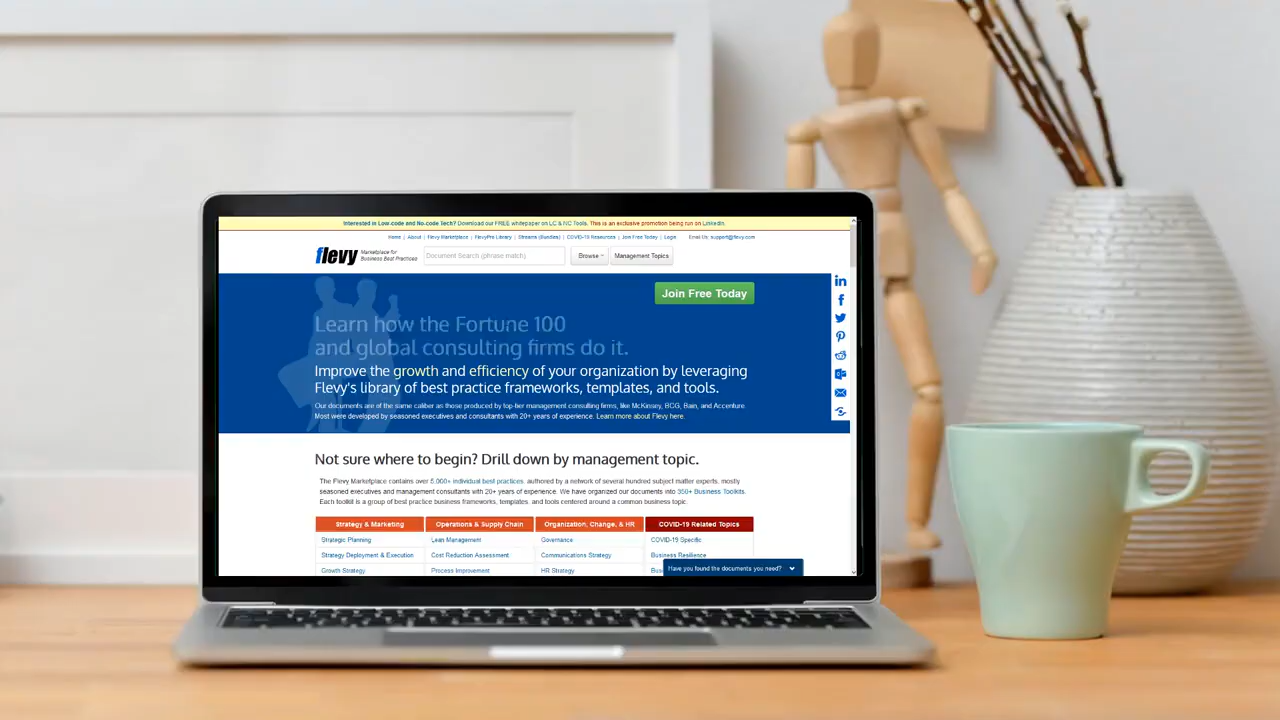 Interested in Low-code and No-code Tech? Download our FREE whitepaper on LC & NC Tools. This is an exclusive promotion being run on LinkedIn.
Home | About | Flevy Marketplace | FlevyPro Library | Streams (Bundles) | COVID-19 Resources | Join Free Today | Login Email Us: support@flevy.com
flevy Marketplace for Business Best Practices
Document Search (phrase match)
Browse
Management Topics
Join Free Today
Learn how the Fortune 100
and global consulting firms do it.
Improve the growth and efficiency of your organization by leveraging
Flevy's library of best practice frameworks, templates, and tools.
Our documents are of the same caliber as those produced by top-tier management consulting firms, like McKinsey, BCG, Bain, and Accenture.
Most were developed by seasoned executives and consultants with 20+ years of experience. Learn more about Flevy here.
Not sure where to begin? Drill down by management topic.
The Flevy Marketplace contains over 5,000+ individual best practices, authored by a network of several hundred subject matter experts, mostly
seasoned executives and management consultants with 20+ years of experience. We have organized our documents into 350+ Business Toolkits.
Each toolkit is a group of best practice business frameworks, templates, and tools centered around a common business topic.
Strategy & Marketing Operations & Supply Chain Organization, Change, & HR COVID-19 Related Topics
Strategic Planning Lean Management Governance COVID-19 Specific
Strategy Deployment & Execution Cost Reduction Assessment Communications Strategy Business Resilience
Growth Strategy Process Improvement HR Strategy
Have you found the documents you need?